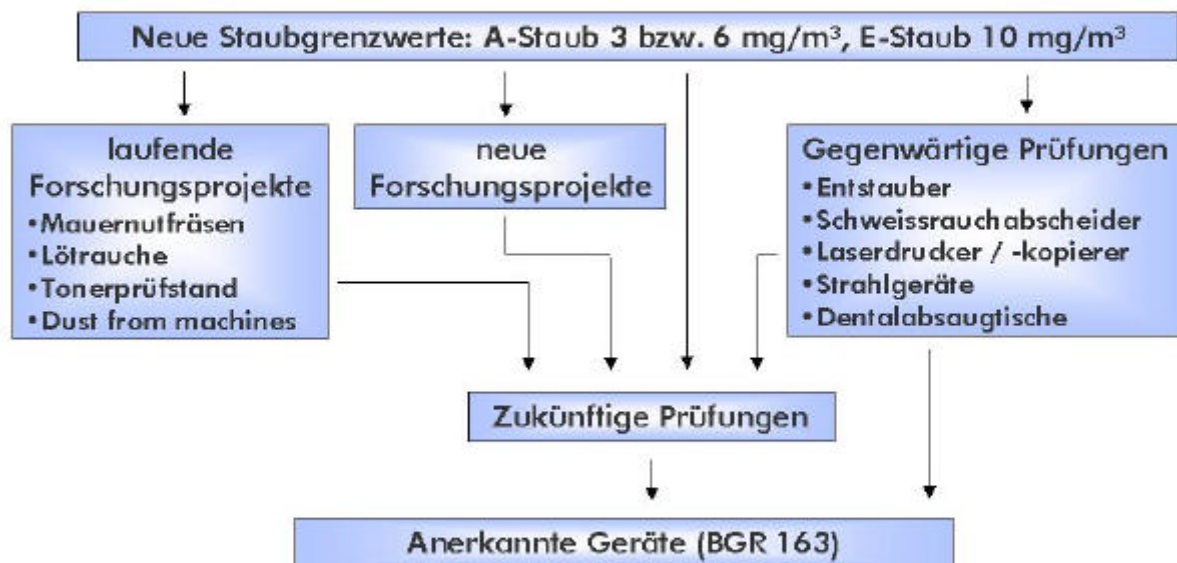 Neue Staubgrenzwerte: A-Staub 3 bzw. 6 mg/m³, E-Staub 10 mg/m³
laufende
Forschungsprojekte
•Mauernutfräsen
•Lötrauche
•Tonerprüfstand
•Dust from machines
neue
Forschungsprojekte
Gegenwärtige Prüfungen
•Entstauber
•Schweissrauchabscheider
•Laserdrucker / -kopierer
•Strahlgeräte
•Dentalabsaugtische
Zukünftige Prüfungen
Anerkannte Geräte (BGR 163)